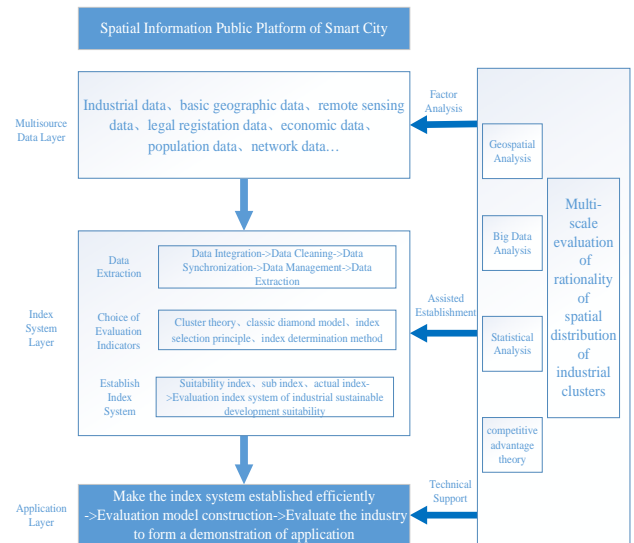 Spatial Information Public Platform of Smart City
Multisource
Data Layer
Industrial data、basic geographic data、remote sensing
data、legal registation data、economic data、
population data、network data…
Factor
Analysis
Index
System
Layer
Data
Extraction
Data Integration->Data Cleaning->Data
Synchronization->Data Management->Data
Extraction
Choice of
Evaluation
Indicators
Cluster theory、classic diamond model、index
selection principle、index determination method
Establish
Index
System
Suitability index、sub index、actual index-
>Evaluation index system of industrial sustainable
development suitability
Assisted
Establishment
Application
Layer
Make the index system established efficiently
->Evaluation model construction->Evaluate the industry
to form a demonstration of application
Technical
Support
Geospatial
Analysis
Big Data
Analysis
Statistical
Analysis
competitive
advantage
theory
Multi-
scale
evaluation
of
rationality
of
spatial
distribution
of
industrial
clusters